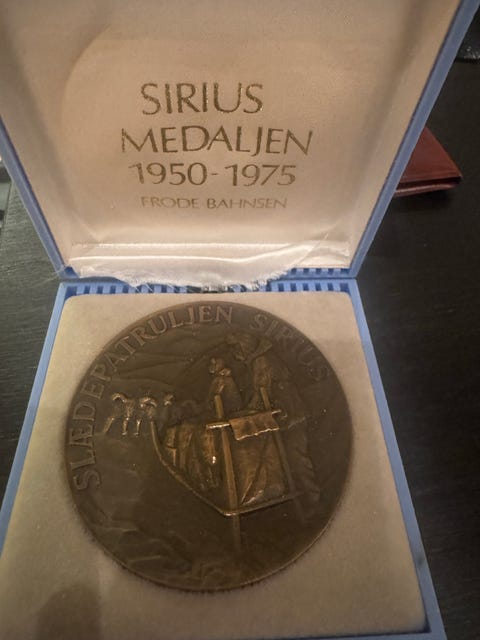 SIRIUS
MEDALJEN
1950-1975
FRODE BAHNSEN
SLÆDEPATRULJEN SIRIUS